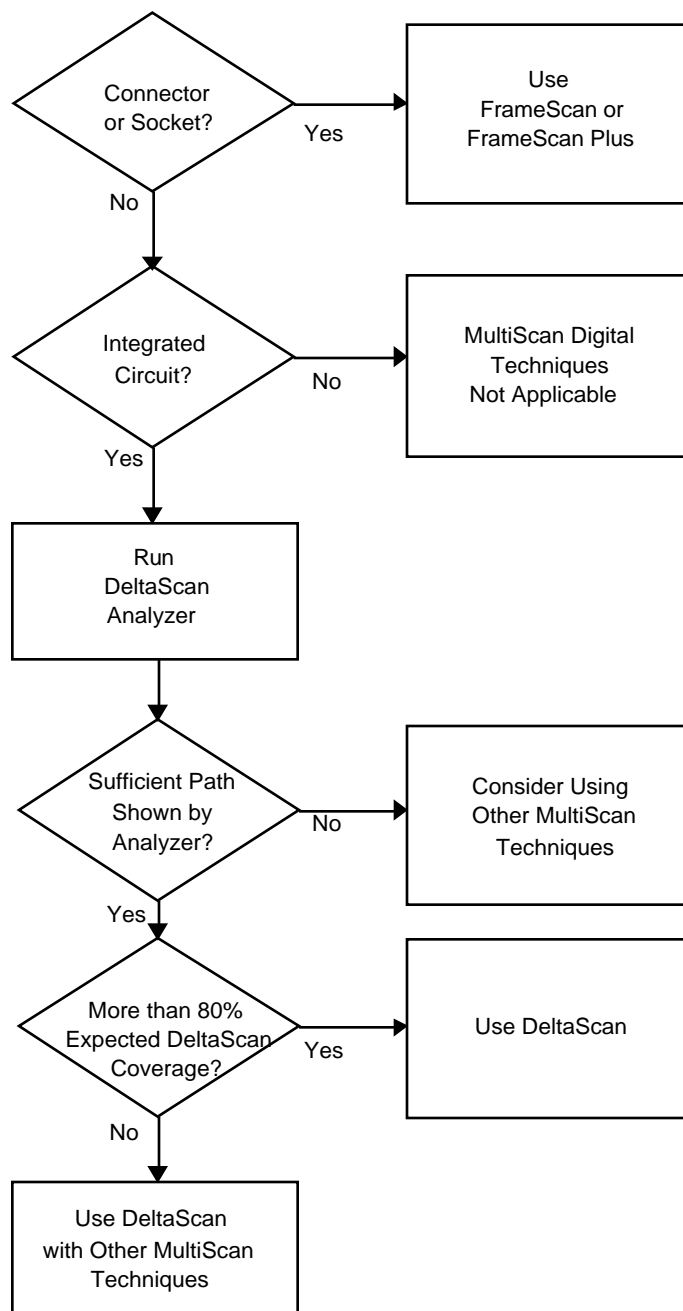 Connector
or Socket?
Yes
Use
FrameScan or
FrameScan Plus
No
Integrated
Circuit?
No
MultiScan Digital
Techniques
Not Applicable
Yes
Run
DeltaScan
Analyzer
Sufficient Path
Shown by
Analyzer?
No
Consider Using
Other MultiScan
Techniques
Yes
More than 80%
Expected DeltaScan
Coverage?
Yes
Use DeltaScan
No
Use DeltaScan
with Other MultiScan
Techniques